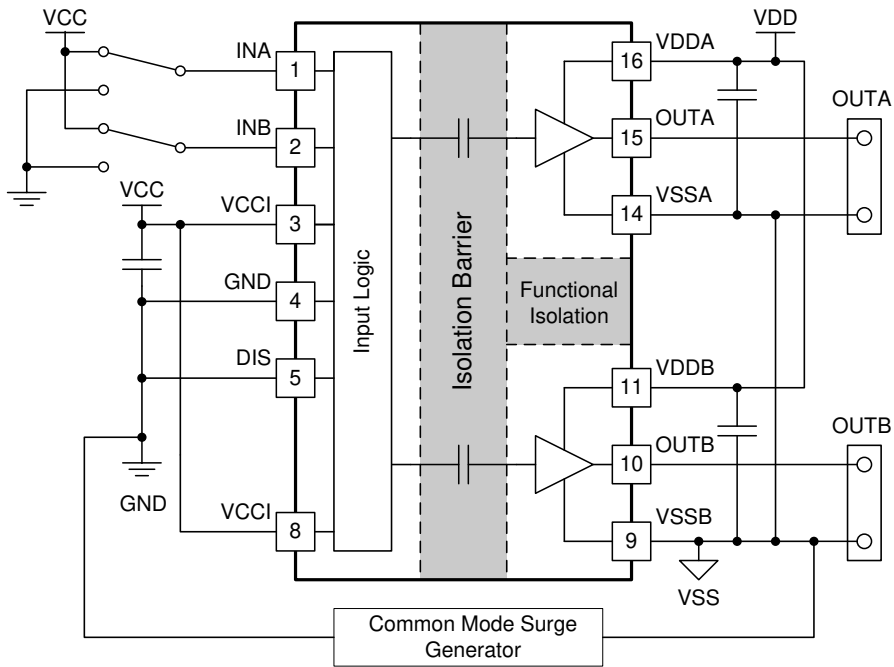 VCC
VDD
INA
1
INB
2
VCC
VCCI
3
GND
4
DIS
5
GND
VCCI
8
Input Logic
Isolation Barrier
Functional
Isolation
16
VDDA
15
OUTA
14
VSSA
11
VDDB
10
OUTB
9
VSSB
VSS
OUTA
OUTB
Common Mode Surge
Generator